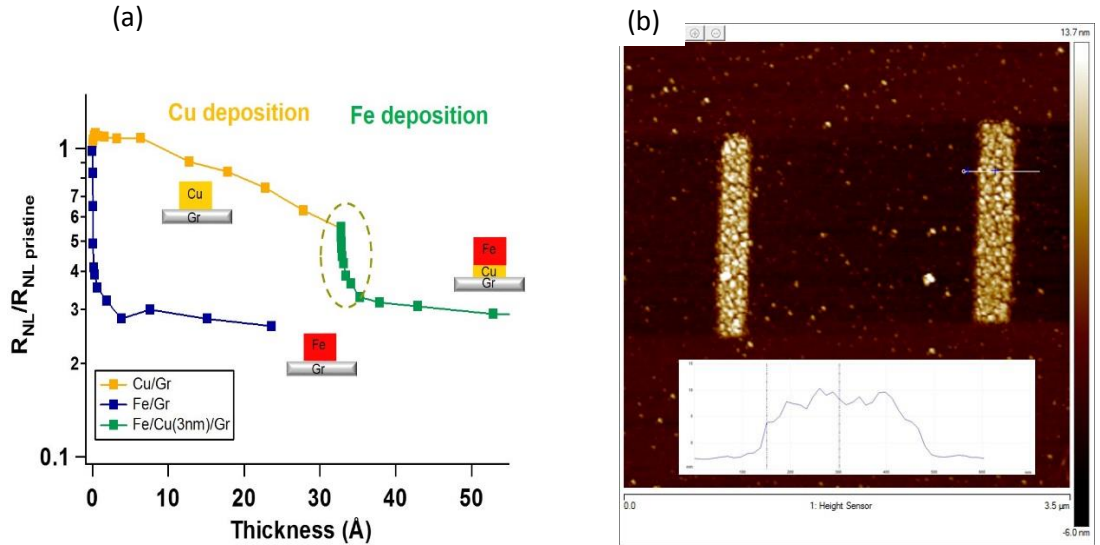 (a)
Cu deposition Fe deposition
1
7
6
5
4
3
2
0.1
R_NL/R_NL pristine
Cu
Gr
Fe
Cu
Gr
Fe
Gr
Cu/Gr
Fe/Gr
Fe/Cu(3nm)/Gr
0 10 20 30 40 50
Thickness (Å)
(b)
13.7 nm
0.0 1: Height Sensor 3.5 µm
-6.0 nm